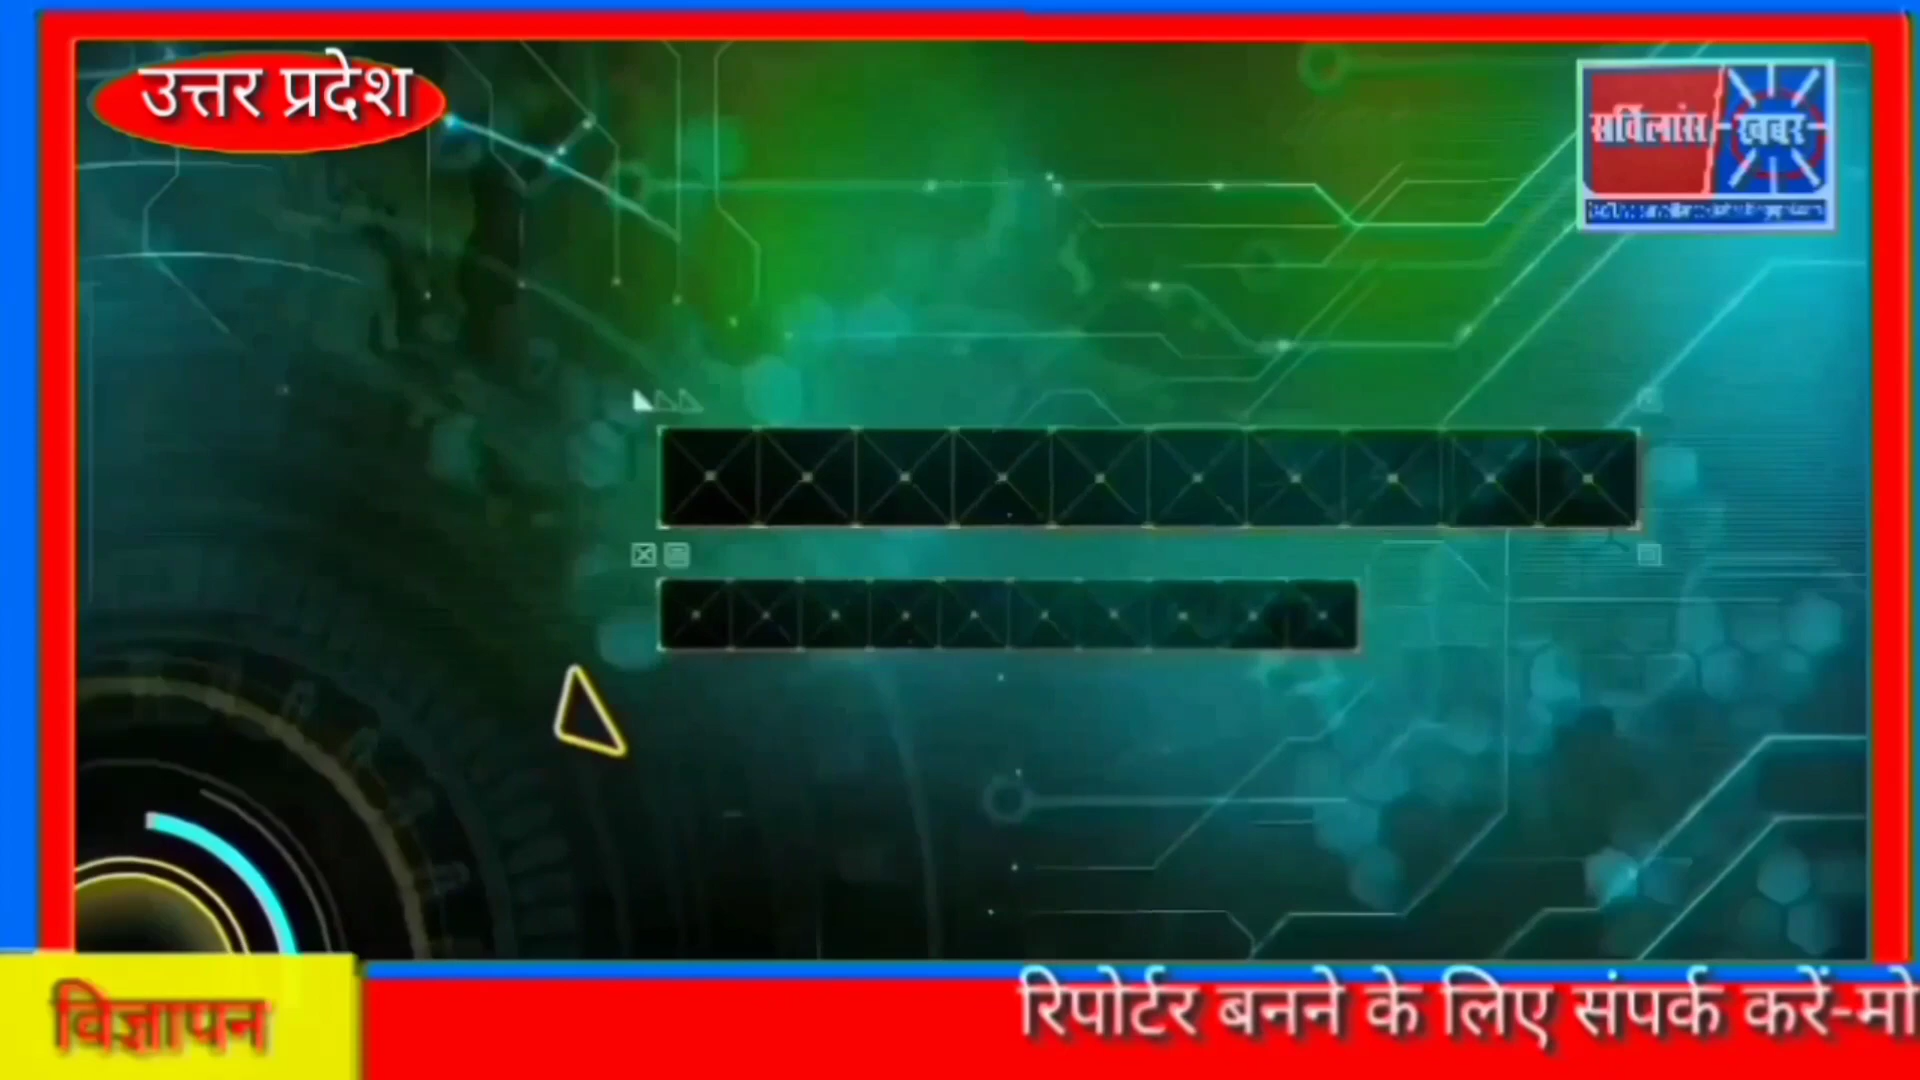 उत्तर प्रदेश
सर्विलांस खबर
विज्ञापन
रिपोर्टर बनने के लिए संपर्क करें-मो